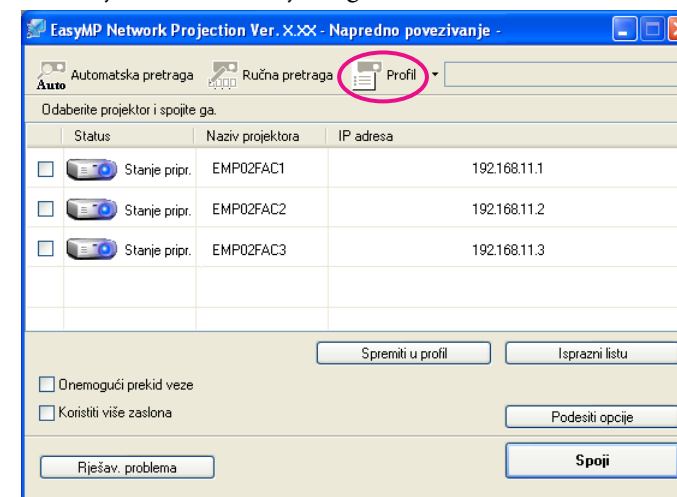 EasyMP Network Projection Ver. X.XX - Napredno povezivanje -
Auto Automatska pretraga Ručna pretraga Profil
Odaberite projektor i spojite ga.
Status Naziv projektora IP adresa
Stanje pripr. EMP02FAC1 192.168.11.1
Stanje pripr. EMP02FAC2 192.168.11.2
Stanje pripr. EMP02FAC3 192.168.11.3
Spremiti u profil Isprazni listu
Onemogući prekid veze
Koristiti više zaslona
Podesiti opcije
Rješav. problema Spoji